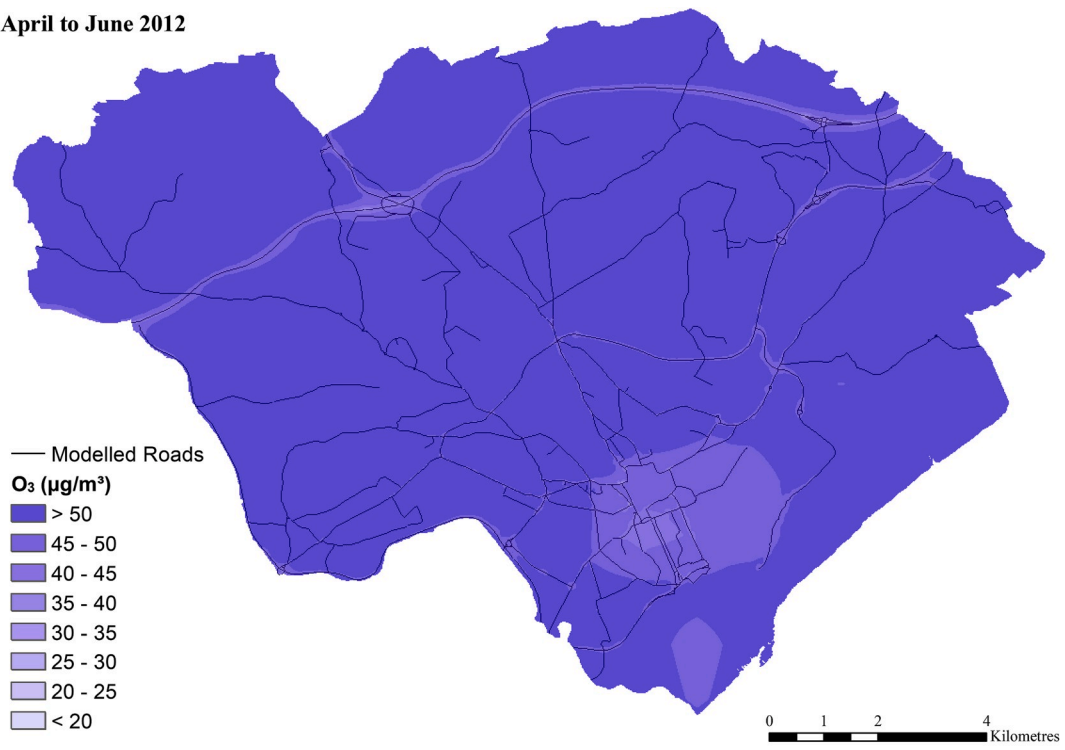 April to June 2012
Modelled Roads
O₃ (µg/m³)
> 50
45 - 50
40 - 45
35 - 40
30 - 35
25 - 30
20 - 25
< 20
0 1 2 4
Kilometres